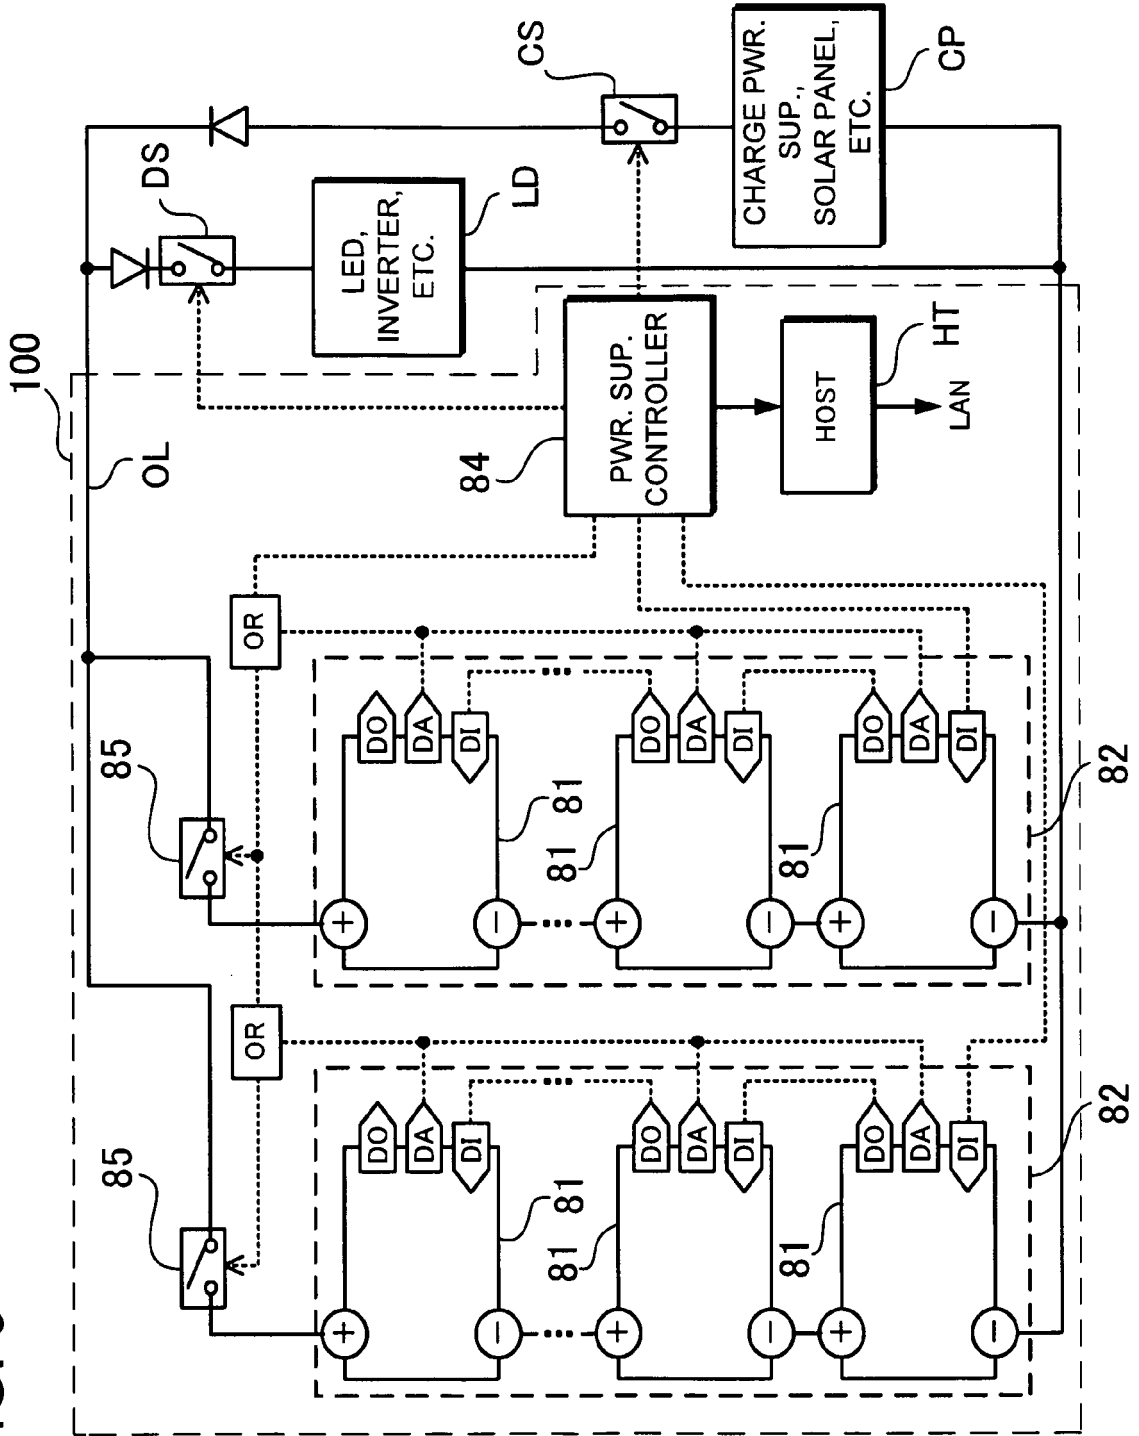 100
OL
DS
CS
LED,
INVERTER,
ETC.
LD
CHARGE PWR.
SUP.,
SOLAR PANEL,
ETC.
CP
84
PWR. SUP.
CONTROLLER
HOST
HT
LAN
OR
OR
85
85
DO
DA
DI
DO
DA
DI
DO
DA
DI
+
−
+
−
+
−
81
81
81
82
DO
DA
DI
DO
DA
DI
DO
DA
DI
+
−
+
−
+
−
81
81
81
82